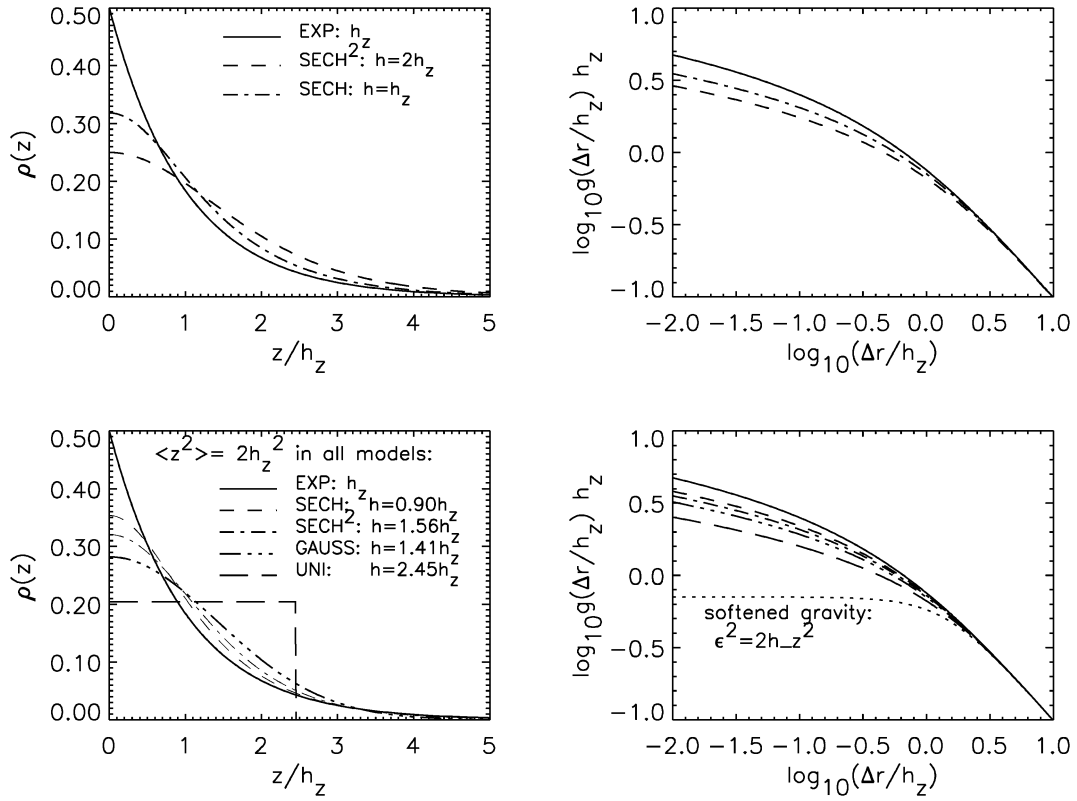 EXP: h_z
SECH^2: h=2h_z
SECH: h=h_z
ρ(z)
0.50
0.40
0.30
0.20
0.10
0.00
0 1 2 3 4 5
z/h_z
log_10 g(Δr/h_z) h_z
1.0
0.5
0.0
−0.5
−1.0
−2.0 −1.5 −1.0 −0.5 0.0 0.5 1.0
log_10(Δr/h_z)
<z^2>= 2h_z^2 in all models:
EXP: h_z
SECH: h=0.90h_z
SECH^2: h=1.56h_z
GAUSS: h=1.41h_z
UNI: h=2.45h_z
ρ(z)
0.50
0.40
0.30
0.20
0.10
0.00
0 1 2 3 4 5
z/h_z
log_10 g(Δr/h_z) h_z
1.0
0.5
0.0
−0.5
−1.0
softened gravity:
ϵ^2=2h_z^2
−2.0 −1.5 −1.0 −0.5 0.0 0.5 1.0
log_10(Δr/h_z)